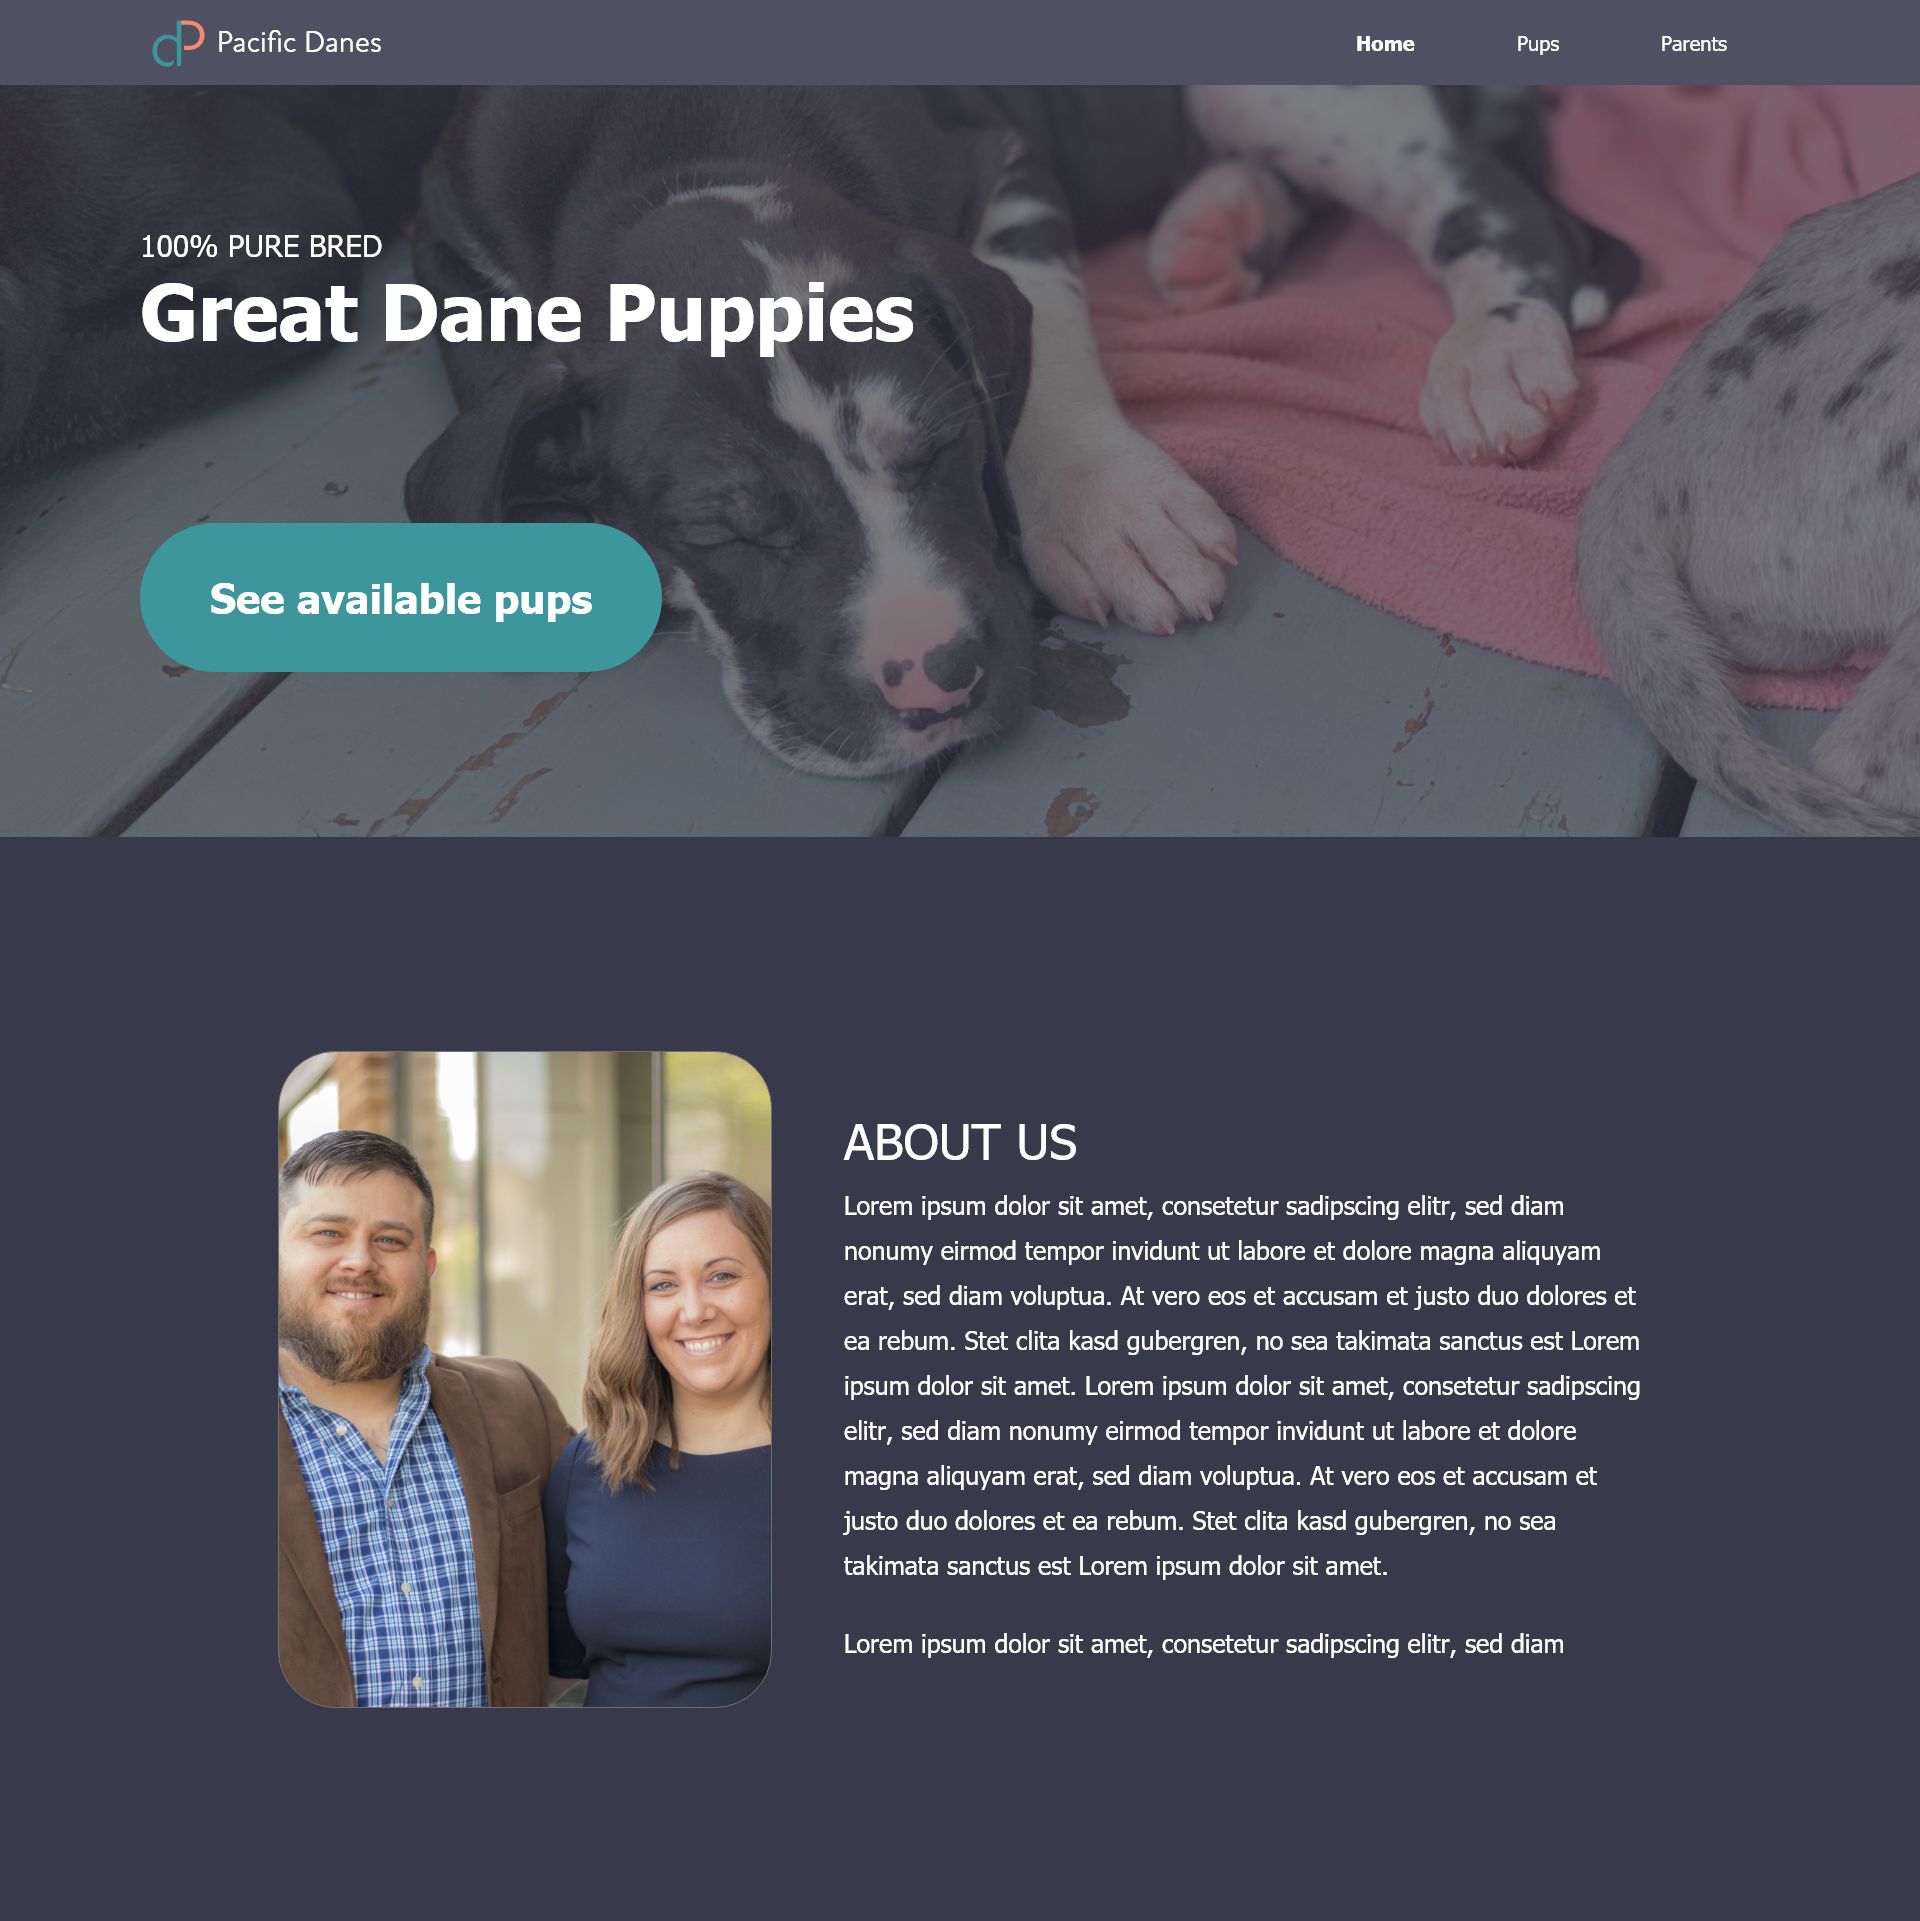 dP Pacific Danes
Home Pups Parents
100% PURE BRED
Great Dane Puppies
See available pups
ABOUT US
Lorem ipsum dolor sit amet, consetetur sadipscing elitr, sed diam
nonumy eirmod tempor invidunt ut labore et dolore magna aliquyam
erat, sed diam voluptua. At vero eos et accusam et justo duo dolores et
ea rebum. Stet clita kasd gubergren, no sea takimata sanctus est Lorem
ipsum dolor sit amet. Lorem ipsum dolor sit amet, consetetur sadipscing
elitr, sed diam nonumy eirmod tempor invidunt ut labore et dolore
magna aliquyam erat, sed diam voluptua. At vero eos et accusam et
justo duo dolores et ea rebum. Stet clita kasd gubergren, no sea
takimata sanctus est Lorem ipsum dolor sit amet.
Lorem ipsum dolor sit amet, consetetur sadipscing elitr, sed diam